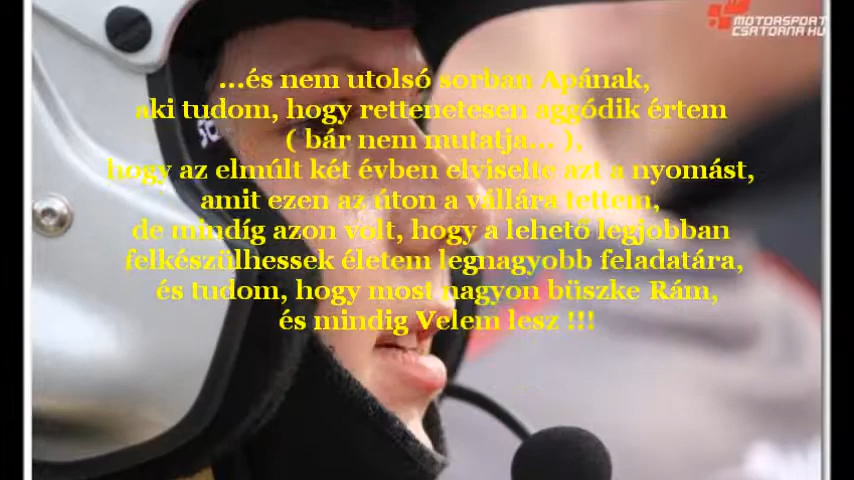 MOTORSPORT
CSATORNA.HU
...és nem utolsó sorban Apának,
aki tudom, hogy rettenetesen aggódik értem
( bár nem mutatja... ),
hogy az elmúlt két évben elviselte azt a nyomást,
amit ezen az úton a vállára tettem,
de mindíg azon volt, hogy a lehető legjobban
felkészülhessek életem legnagyobb feladatára,
és tudom, hogy most nagyon büszke Rám,
és mindig Velem lesz !!!